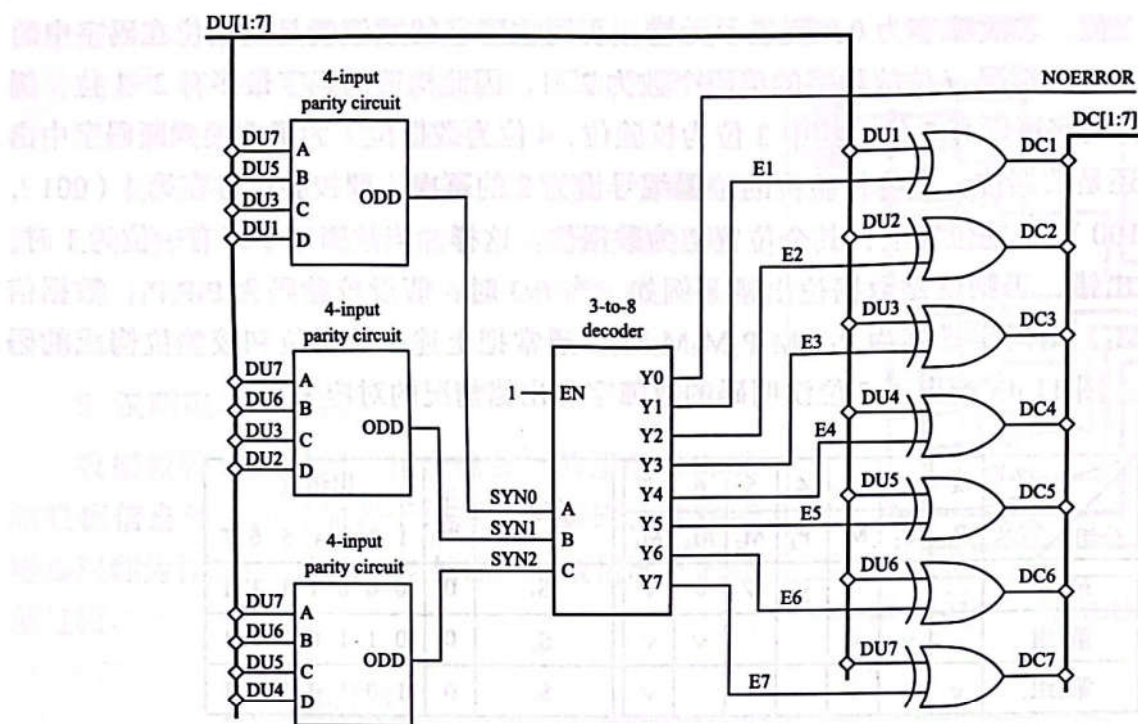 DU[1:7]
4-input
parity circuit
DU7
DU5
DU3
DU1
A
B
C
D
ODD
4-input
parity circuit
DU7
DU6
DU3
DU2
A
B
C
D
ODD
4-input
parity circuit
DU7
DU6
DU5
DU4
A
B
C
D
ODD
SYN0
SYN1
SYN2
3-to-8
decoder
1
EN
A
B
C
Y0
Y1
Y2
Y3
Y4
Y5
Y6
Y7
NOERROR
DC[1:7]
E1
E2
E3
E4
E5
E6
E7
DU1
DU2
DU3
DU4
DU5
DU6
DU7
DC1
DC2
DC3
DC4
DC5
DC6
DC7